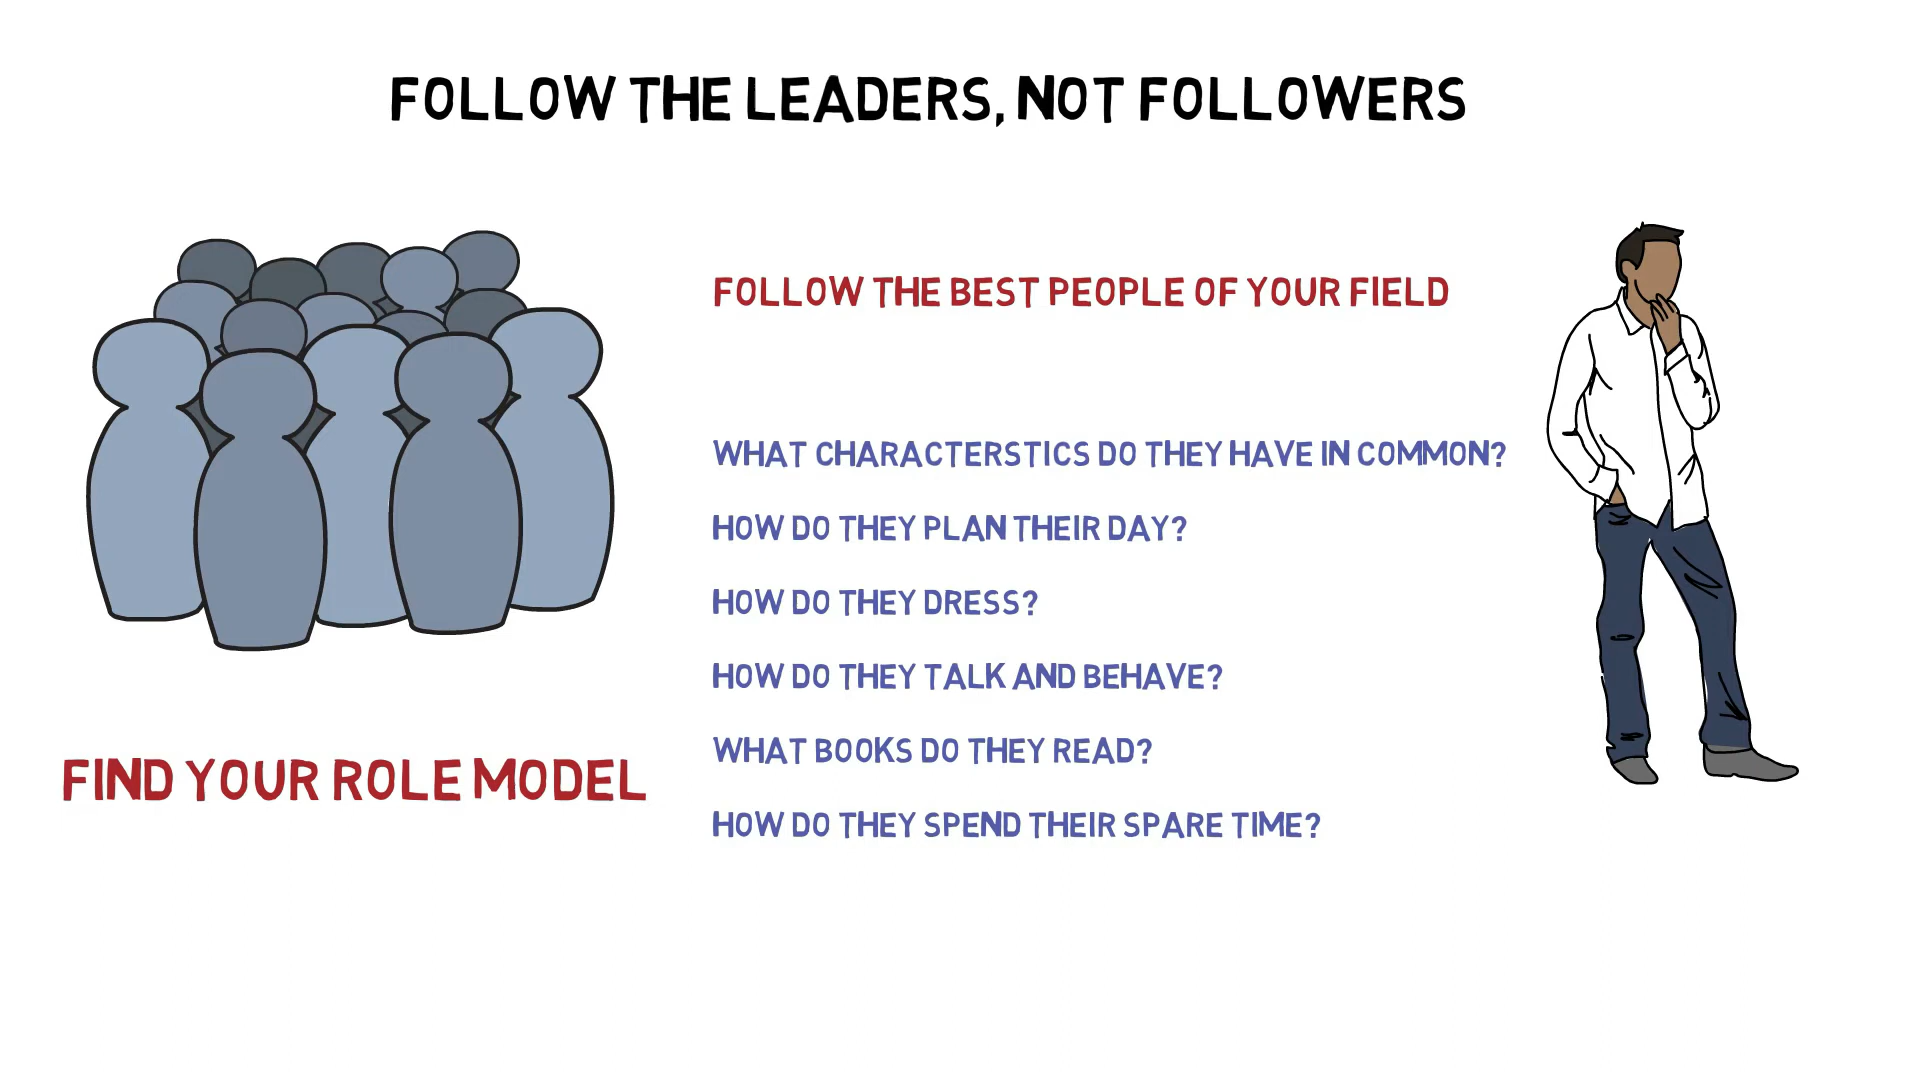 FOLLOW THE LEADERS, NOT FOLLOWERS
FOLLOW THE BEST PEOPLE OF YOUR FIELD
WHAT CHARACTERSTICS DO THEY HAVE IN COMMON?
HOW DO THEY PLAN THEIR DAY?
HOW DO THEY DRESS?
HOW DO THEY TALK AND BEHAVE?
WHAT BOOKS DO THEY READ?
HOW DO THEY SPEND THEIR SPARE TIME?
FIND YOUR ROLE MODEL